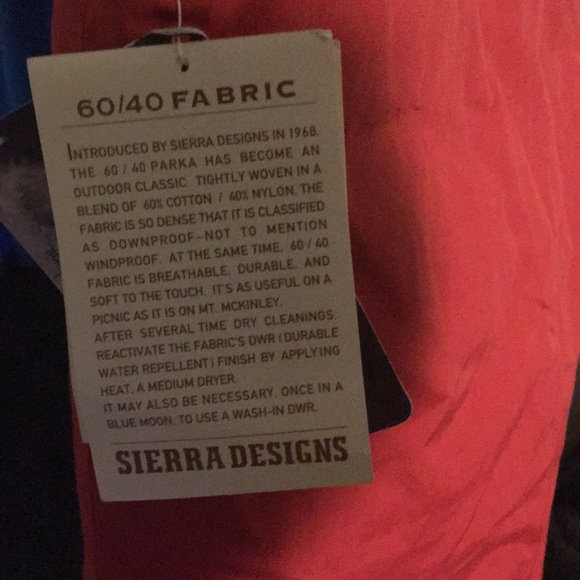 60/40 FABRIC
INTRODUCED BY SIERRA DESIGNS IN 1968,
THE 60 / 40 PARKA HAS BECOME AN
OUTDOOR CLASSIC. TIGHTLY WOVEN IN A
BLEND OF 60% COTTON / 40% NYLON, THE
FABRIC IS SO DENSE THAT IT IS CLASSIFIED
AS DOWNPROOF–NOT TO MENTION
WINDPROOF. AT THE SAME TIME, 60 / 40
FABRIC IS BREATHABLE, DURABLE, AND
SOFT TO THE TOUCH. IT'S AS USEFUL ON A
PICNIC AS IT IS ON MT. MCKINLEY.
AFTER SEVERAL TIME DRY CLEANINGS.
REACTIVATE THE FABRIC'S DWR (DURABLE
WATER REPELLENT) FINISH BY APPLYING
HEAT, A MEDIUM DRYER.
IT MAY ALSO BE NECESSARY, ONCE IN A
BLUE MOON, TO USE A WASH-IN DWR.
SIERRA DESIGNS